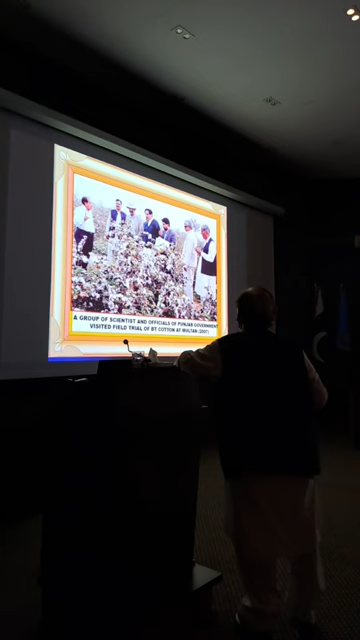 A GROUP OF SCIENTIST AND OFFICIALS OF PUNJAB GOVERNMENT
VISITED FIELD TRIAL OF BT COTTON AT MULTAN (2007)